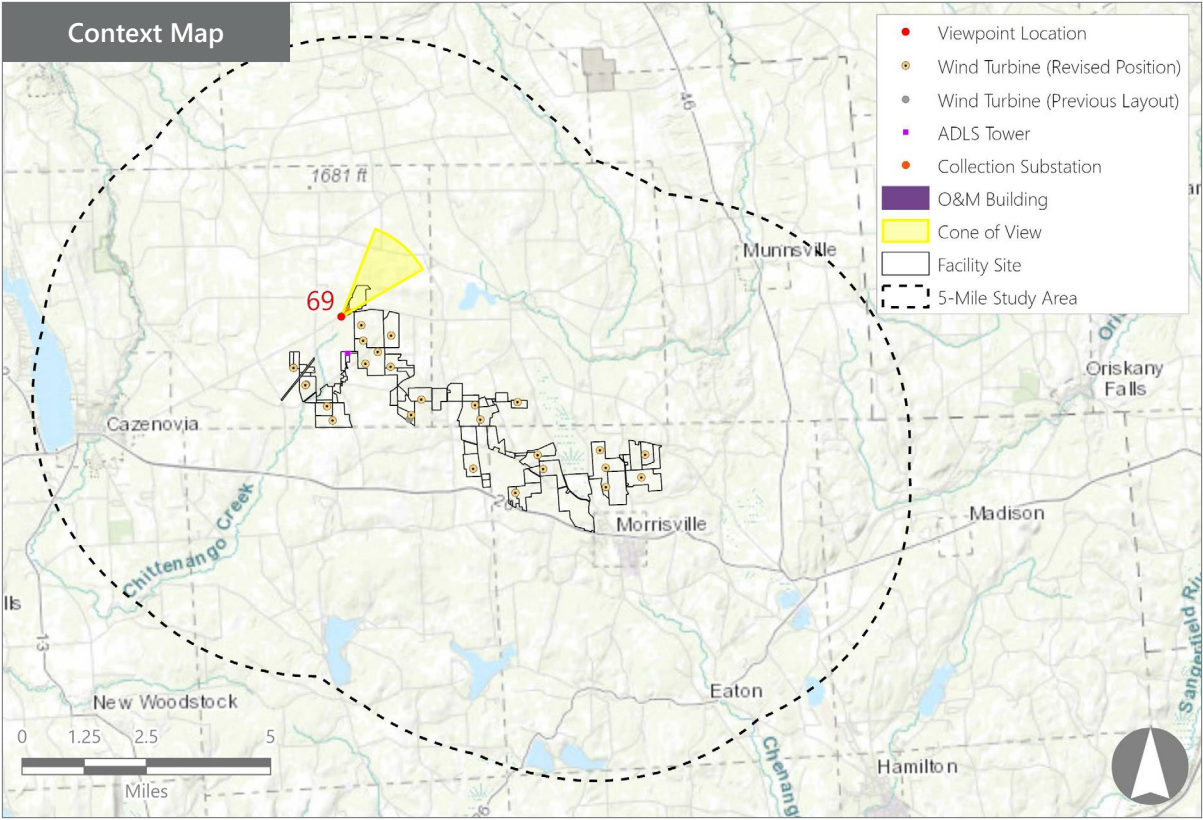 Context Map
Viewpoint Location
Wind Turbine (Revised Position)
Wind Turbine (Previous Layout)
ADLS Tower
Collection Substation
O&M Building
Cone of View
Facility Site
5-Mile Study Area
46
1681 ft
Munnsville
69
Oriskany
Falls
Cazenovia
20
Morrisville
Madison
Chittenango Creek
lls
13
New Woodstock
Eaton
Hamilton
0 1.25 2.5 5
Miles